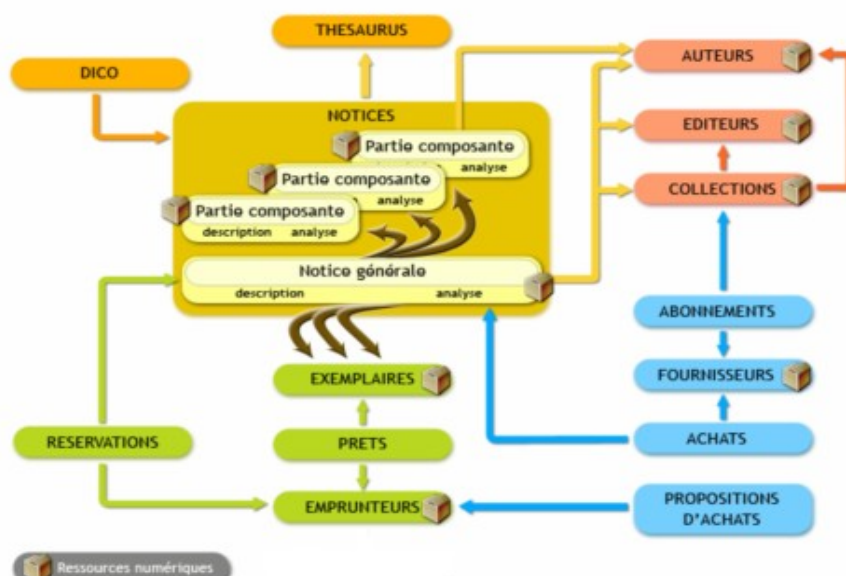 THESAURUS
DICO
AUTEURS
NOTICES
EDITEURS
Partie composante
analyse
Partie composante
analyse
COLLECTIONS
Partie composante
description analyse
Notice générale
description analyse
ABONNEMENTS
EXEMPLAIRES
FOURNISSEURS
RESERVATIONS
PRETS
ACHATS
EMPRUNTEURS
PROPOSITIONS
D'ACHATS
Ressources numériques